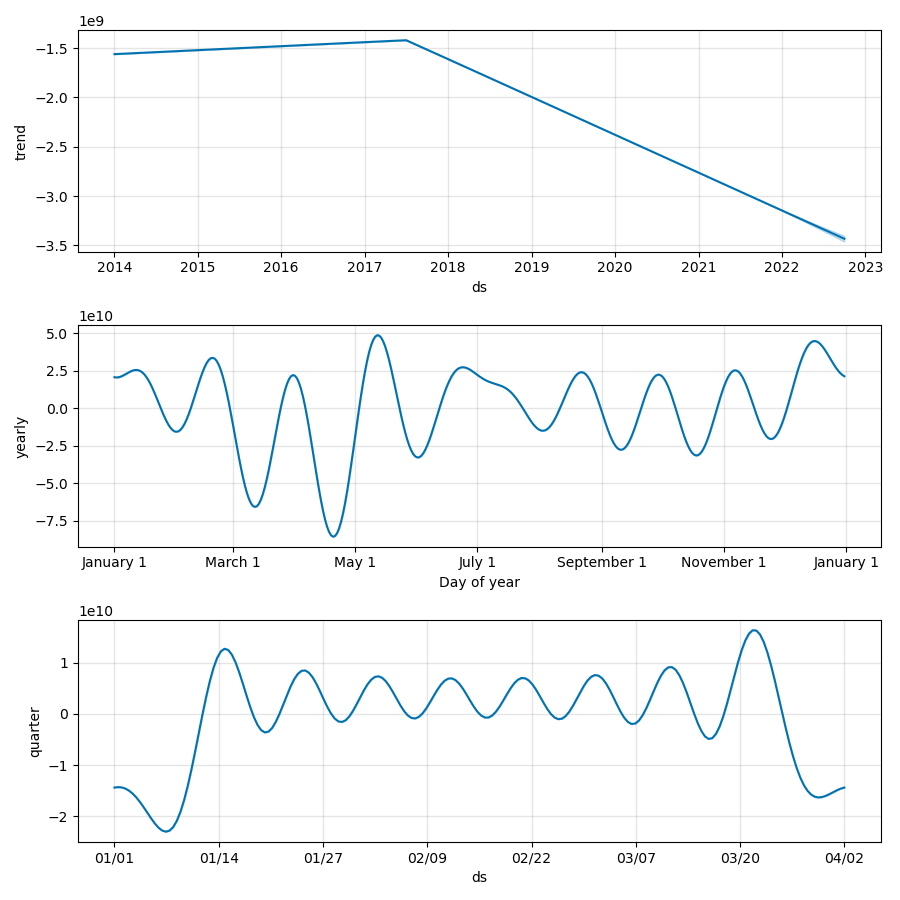 1e9
−1.5
−2.0
−2.5
−3.0
−3.5
trend
2014 2015 2016 2017 2018 2019 2020 2021 2022 2023
ds
1e10
5.0
2.5
0.0
−2.5
−5.0
−7.5
yearly
January 1 March 1 May 1 July 1 September 1 November 1 January 1
Day of year
1e10
1
0
−1
−2
quarter
01/01 01/14 01/27 02/09 02/22 03/07 03/20 04/02
ds